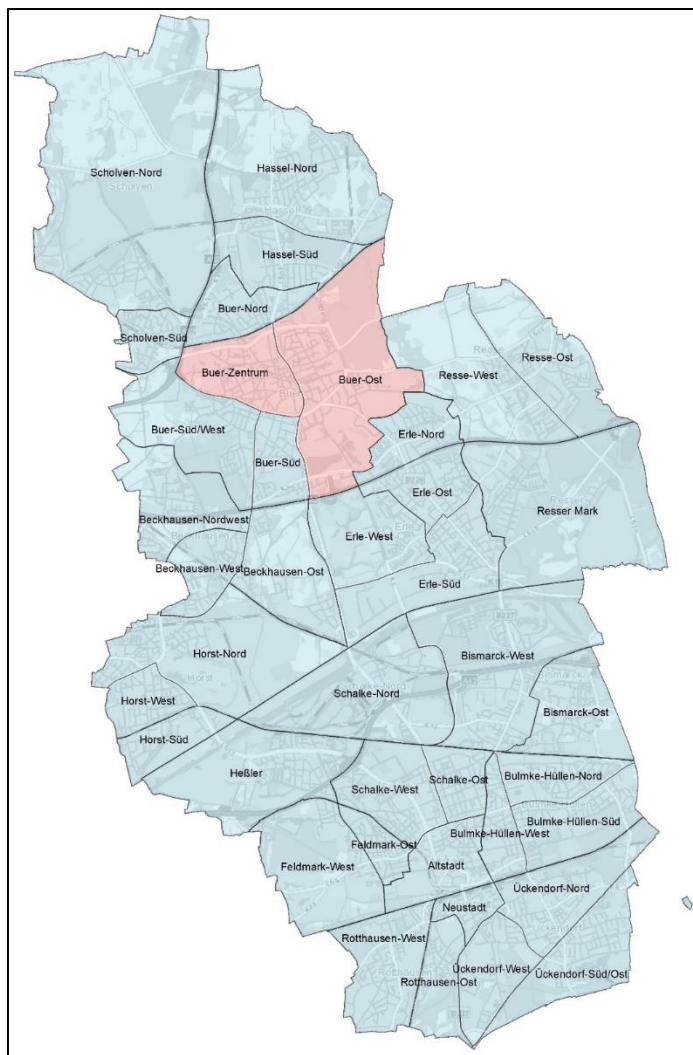 Hassel-Nord
Scholven-Nord
Scholven
Hassel-Süd
Buer-Nord
Scholven-Süd
Resse-Ost
Buer-Zentrum
Buer-Ost
Resse-West
Buer-Süd/West
Erle-Nord
Buer-Süd
Erle-Ost
Resser Mark
Beckhausen-Nordwest
Erle-West
Beckhausen-West
Beckhausen-Ost
Erle-Süd
Horst-Nord
Bismarck-West
Horst
Schalke-Nord
Horst-West
Bismarck-Ost
Horst-Süd
Heßler
Schalke-Ost
Bulmke-Hüllen-Nord
Schalke-West
Bulmke-Hüllen-Süd
Bulmke-Hüllen-West
Feldmark-Ost
Feldmark-West
Altstadt
Ückendorf-Nord
Neustadt
Ückendorf
Rotthausen-West
Ückendorf-West
Ückendorf-Süd/Ost
Rotthausen-Ost